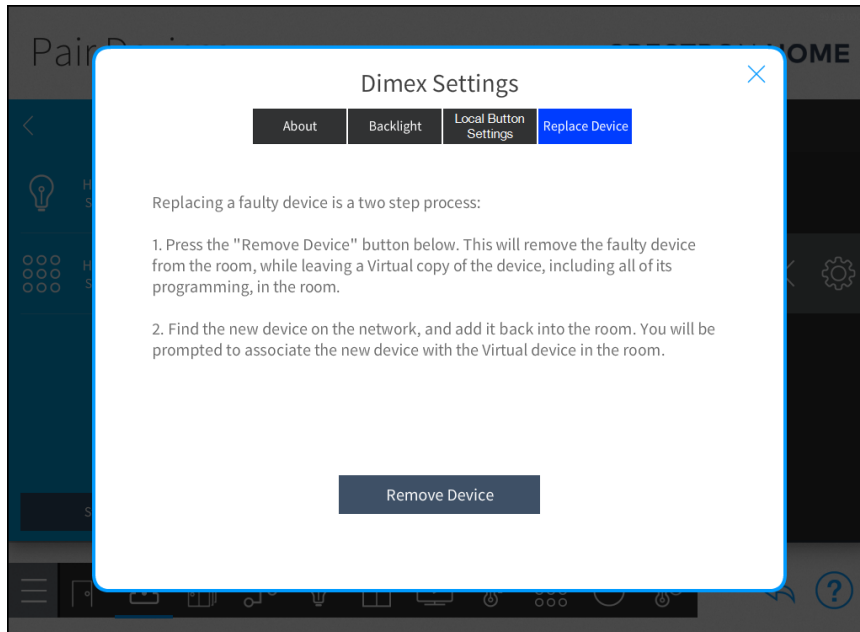 Pair
OME
Dimex Settings
About
Backlight
Local Button
Settings
Replace Device
H
S
H
S
Replacing a faulty device is a two step process:
1. Press the "Remove Device" button below. This will remove the faulty device
from the room, while leaving a Virtual copy of the device, including all of its
programming, in the room.
2. Find the new device on the network, and add it back into the room. You will be
prompted to associate the new device with the Virtual device in the room.
S
Remove Device
?